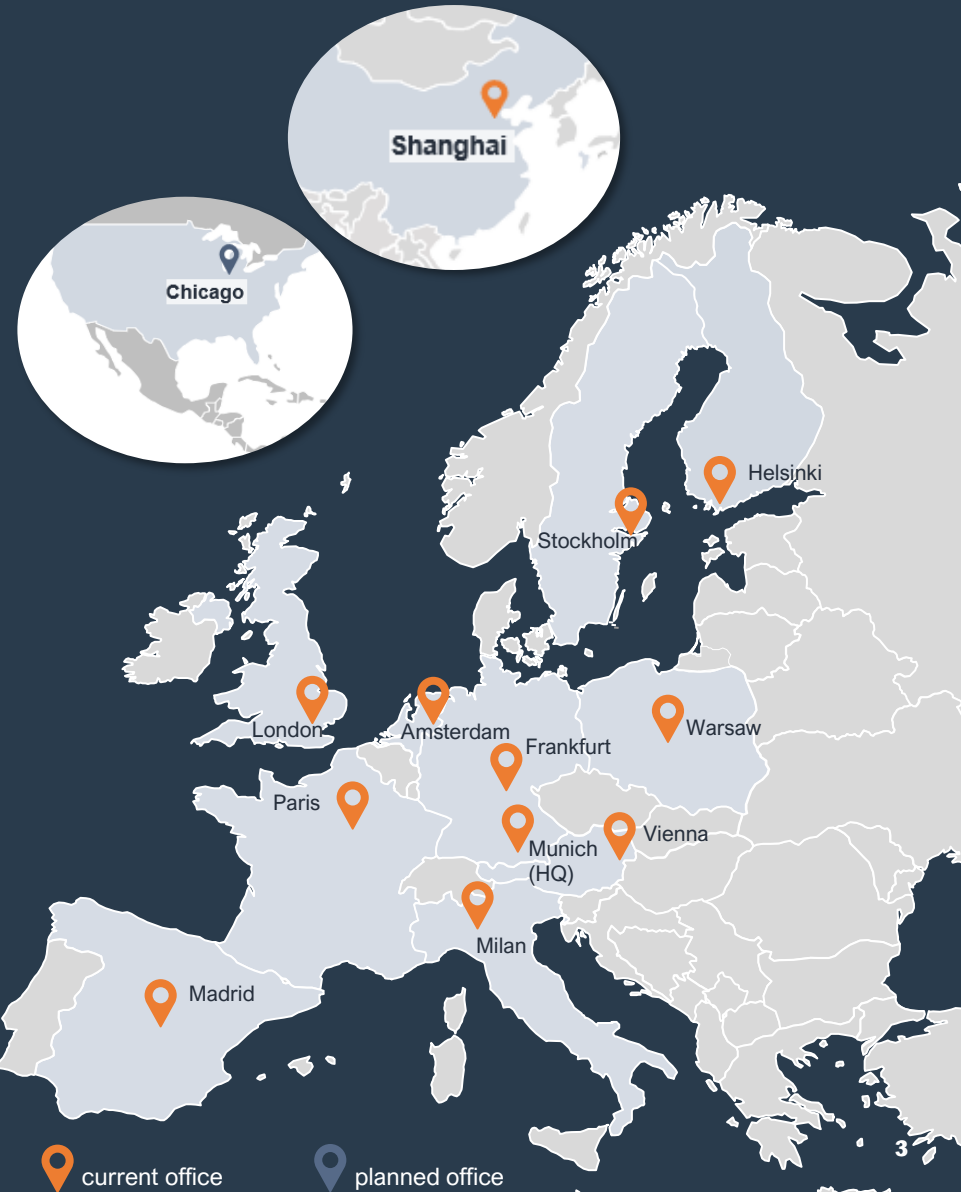 Shanghai
Chicago
Helsinki
Stockholm
London
Amsterdam
Warsaw
Frankfurt
Paris
Munich
(HQ)
Vienna
Milan
Madrid
3
current office
planned office